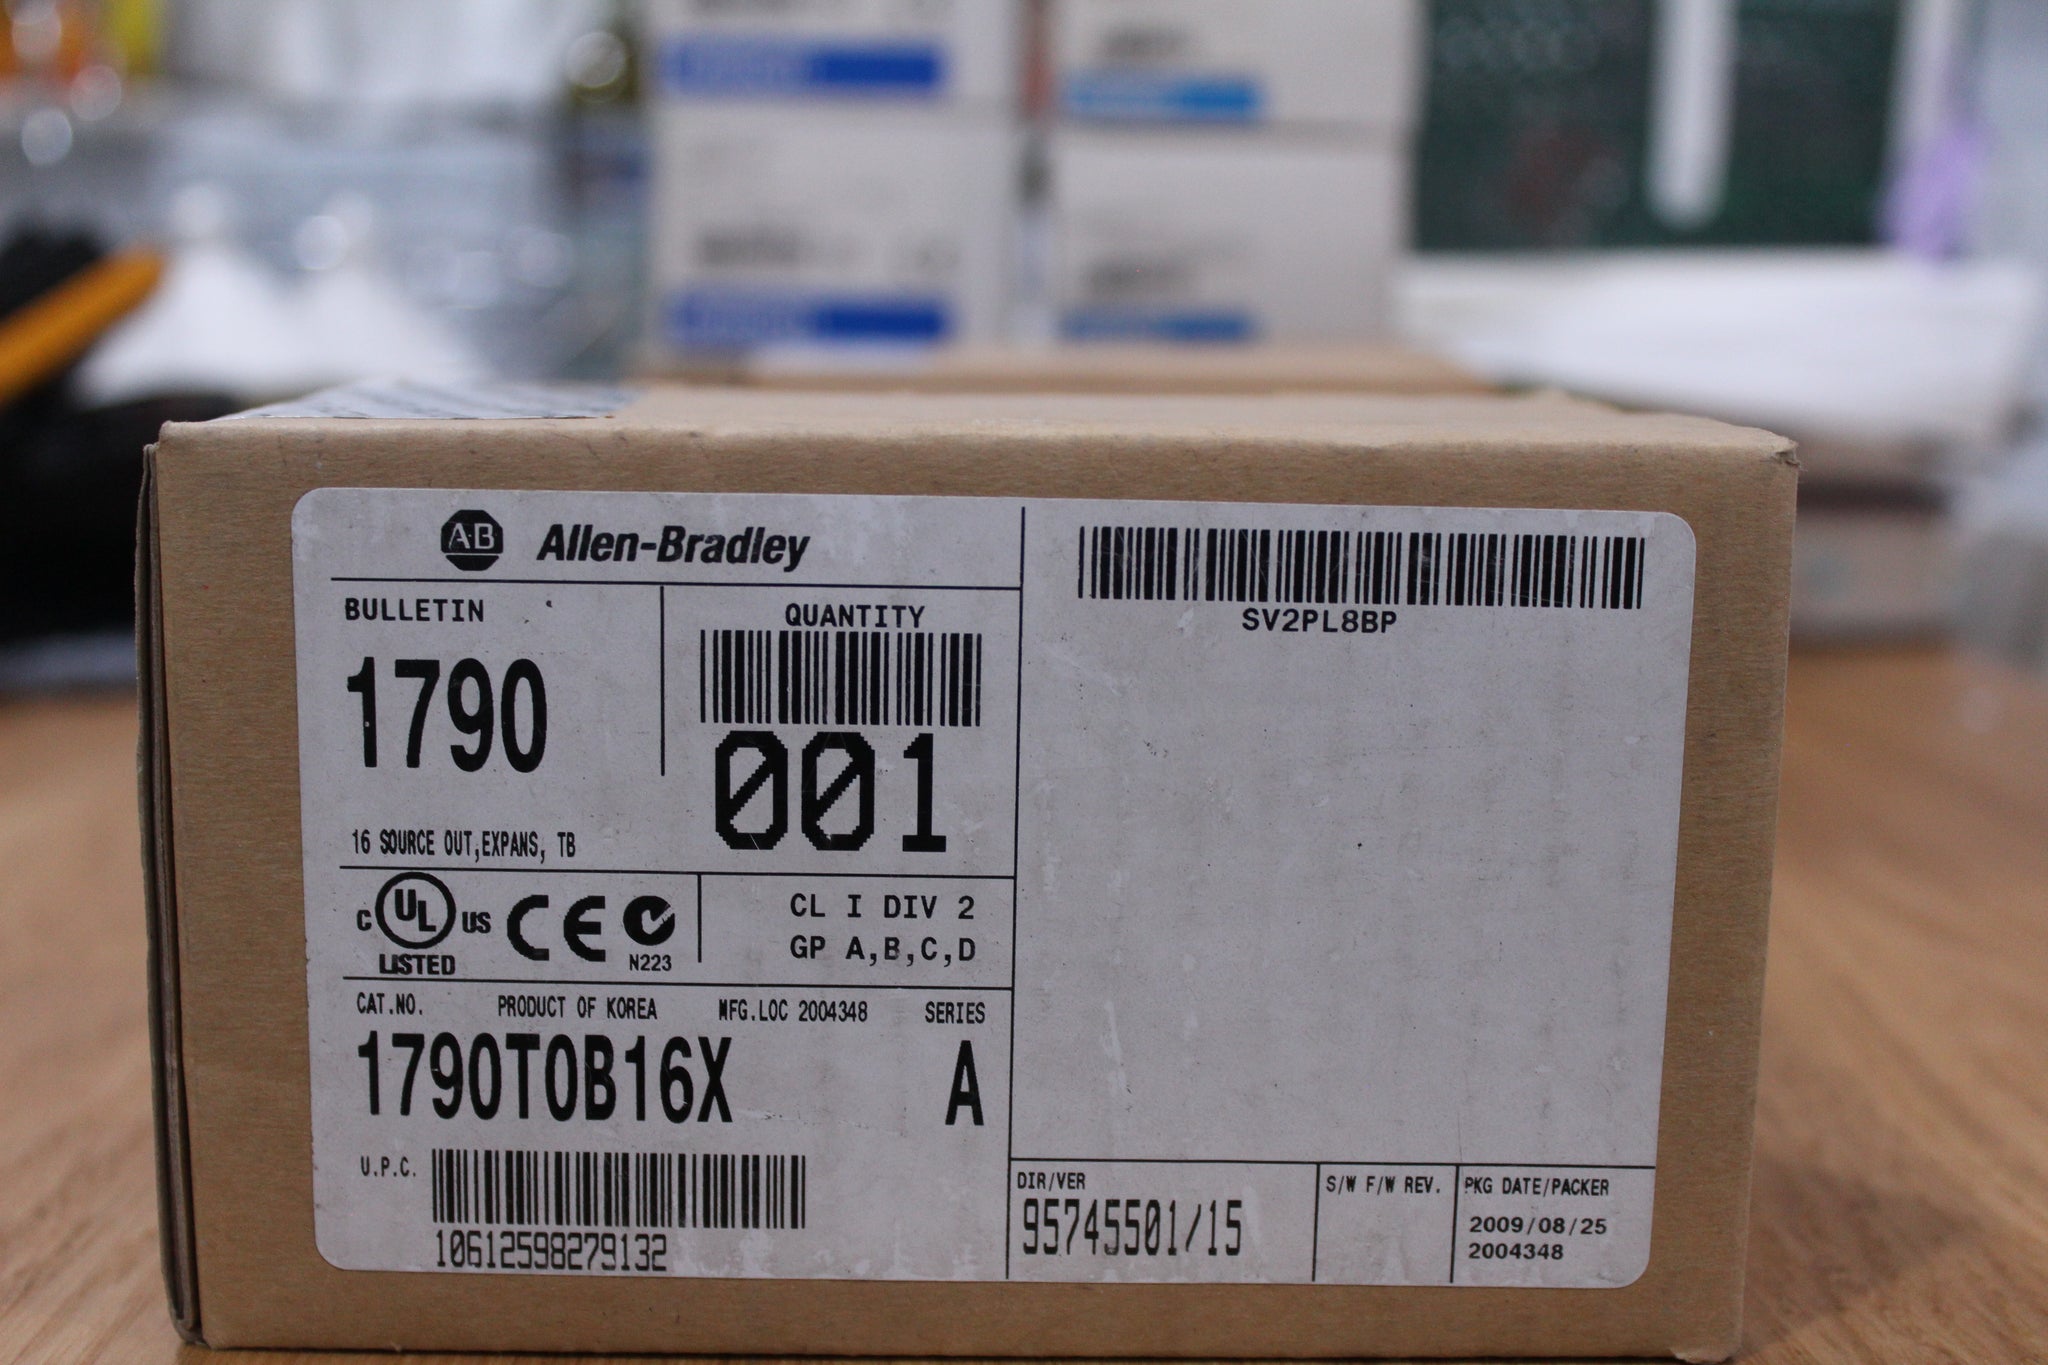 AB Allen-Bradley
SV2PL8BP
BULLETIN
1790
QUANTITY
001
16 SOURCE OUT,EXPANS, TB
C UL US LISTED
CE
N223
CL I DIV 2
GP A,B,C,D
CAT.NO. PRODUCT OF KOREA MFG.LOC 2004348 SERIES
1790T0B16X A
U.P.C.
10612598279132
DIR/VER
95745501/15
S/W F/W REV.
PKG DATE/PACKER
2009/08/25
2004348